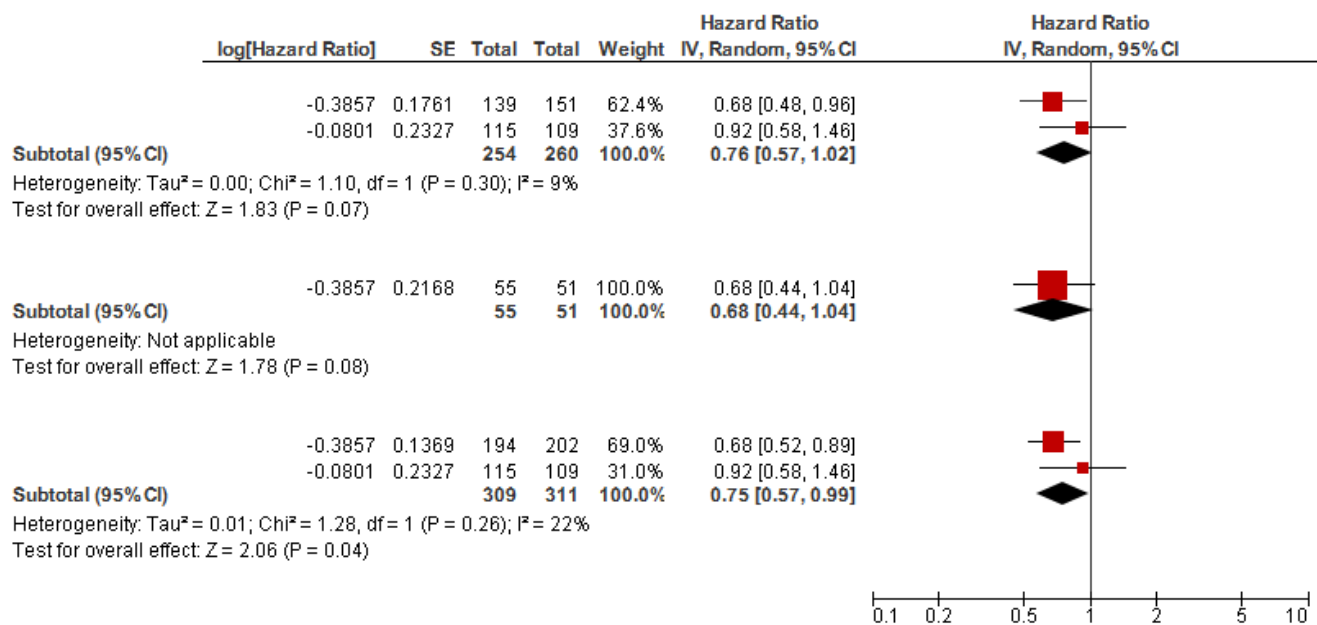 Hazard Ratio Hazard Ratio
log[Hazard Ratio] SE Total Total Weight IV, Random, 95% CI IV, Random, 95% CI
-0.3857 0.1761 139 151 62.4% 0.68 [0.48, 0.96]
-0.0801 0.2327 115 109 37.6% 0.92 [0.58, 1.46]
Subtotal (95% CI) 254 260 100.0% 0.76 [0.57, 1.02]
Heterogeneity: Tau² = 0.00; Chi² = 1.10, df = 1 (P = 0.30); I² = 9%
Test for overall effect: Z = 1.83 (P = 0.07)
-0.3857 0.2168 55 51 100.0% 0.68 [0.44, 1.04]
Subtotal (95% CI) 55 51 100.0% 0.68 [0.44, 1.04]
Heterogeneity: Not applicable
Test for overall effect: Z = 1.78 (P = 0.08)
-0.3857 0.1369 194 202 69.0% 0.68 [0.52, 0.89]
-0.0801 0.2327 115 109 31.0% 0.92 [0.58, 1.46]
Subtotal (95% CI) 309 311 100.0% 0.75 [0.57, 0.99]
Heterogeneity: Tau² = 0.01; Chi² = 1.28, df = 1 (P = 0.26); I² = 22%
Test for overall effect: Z = 2.06 (P = 0.04)
0.1 0.2 0.5 1 2 5 10